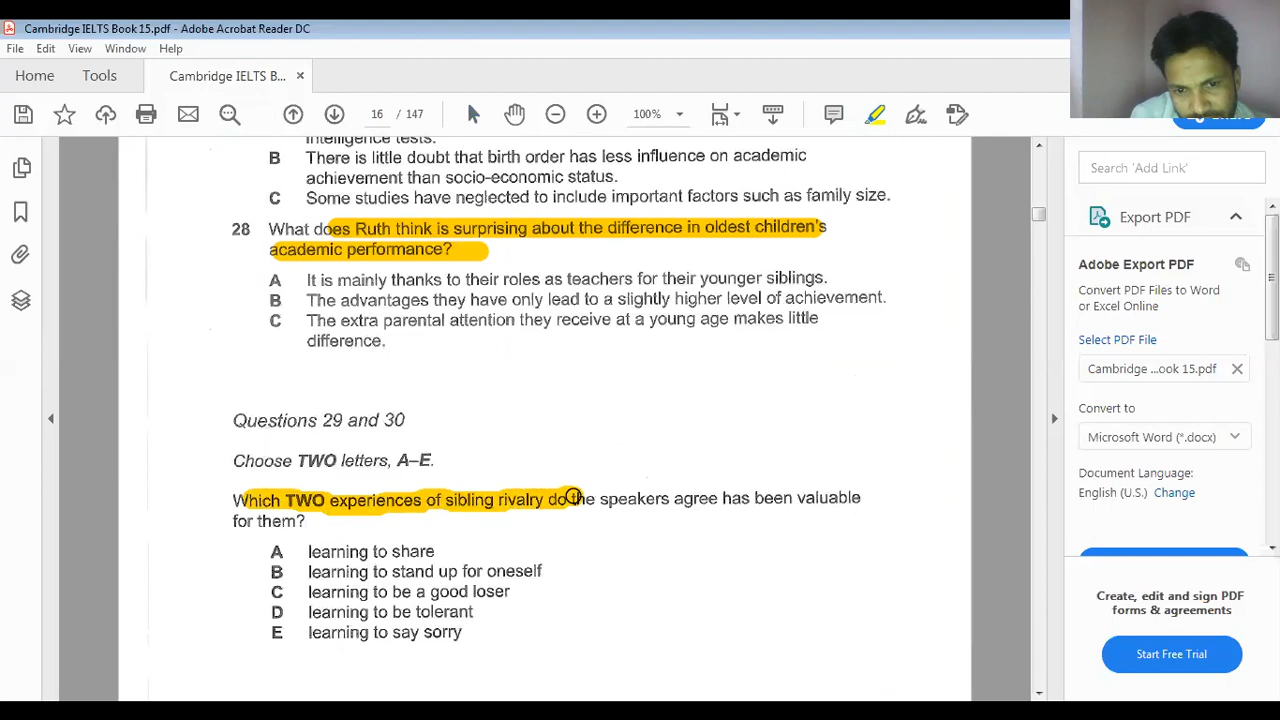 Cambridge IELTS Book 15.pdf - Adobe Acrobat Reader DC
File Edit View Window Help
Home Tools Cambridge IELTS B... ×
16 / 147 100%
intelligence tests.
B There is little doubt that birth order has less influence on academic
achievement than socio-economic status.
C Some studies have neglected to include important factors such as family size.
28 What does Ruth think is surprising about the difference in oldest children's
academic performance?
A It is mainly thanks to their roles as teachers for their younger siblings.
B The advantages they have only lead to a slightly higher level of achievement.
C The extra parental attention they receive at a young age makes little
difference.
Questions 29 and 30
Choose TWO letters, A–E.
Which TWO experiences of sibling rivalry do the speakers agree has been valuable
for them?
A learning to share
B learning to stand up for oneself
C learning to be a good loser
D learning to be tolerant
E learning to say sorry
Search 'Add Link'
Export PDF
Adobe Export PDF
Convert PDF Files to Word
or Excel Online
Select PDF File
Cambridge ...ook 15.pdf ×
Convert to
Microsoft Word (*.docx)
Document Language:
English (U.S.) Change
Create, edit and sign PDF
forms & agreements
Start Free Trial